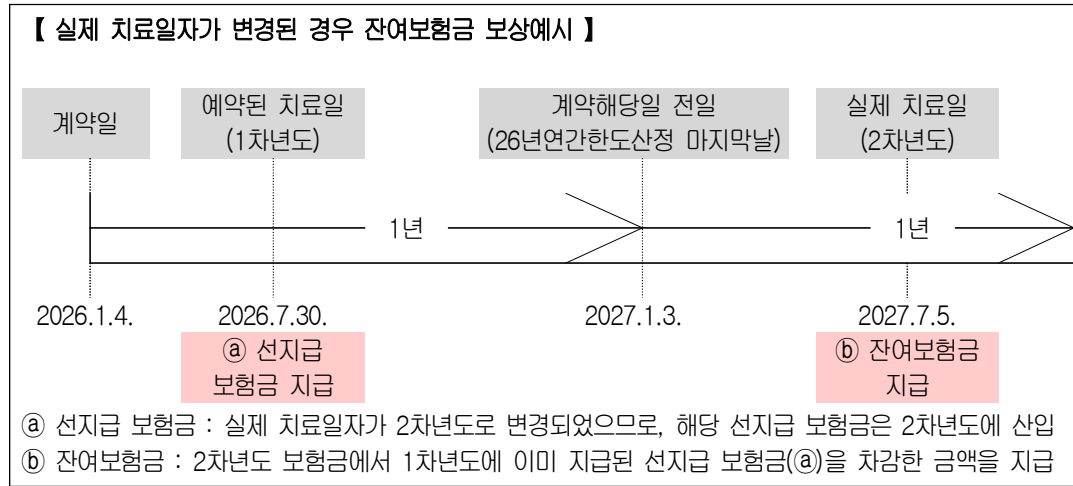 【 실제 치료일자가 변경된 경우 잔여보험금 보상예시 】
계약일
예약된 치료일
(1차년도)
계약해당일 전일
(26년연간한도산정 마지막날)
실제 치료일
(2차년도)
1년
1년
2026.1.4.
2026.7.30.
2027.1.3.
2027.7.5.
ⓐ 선지급
보험금 지급
ⓑ 잔여보험금
지급
ⓐ 선지급 보험금 : 실제 치료일자가 2차년도로 변경되었으므로, 해당 선지급 보험금은 2차년도에 산입
ⓑ 잔여보험금 : 2차년도 보험금에서 1차년도에 이미 지급된 선지급 보험금(ⓐ)을 차감한 금액을 지급